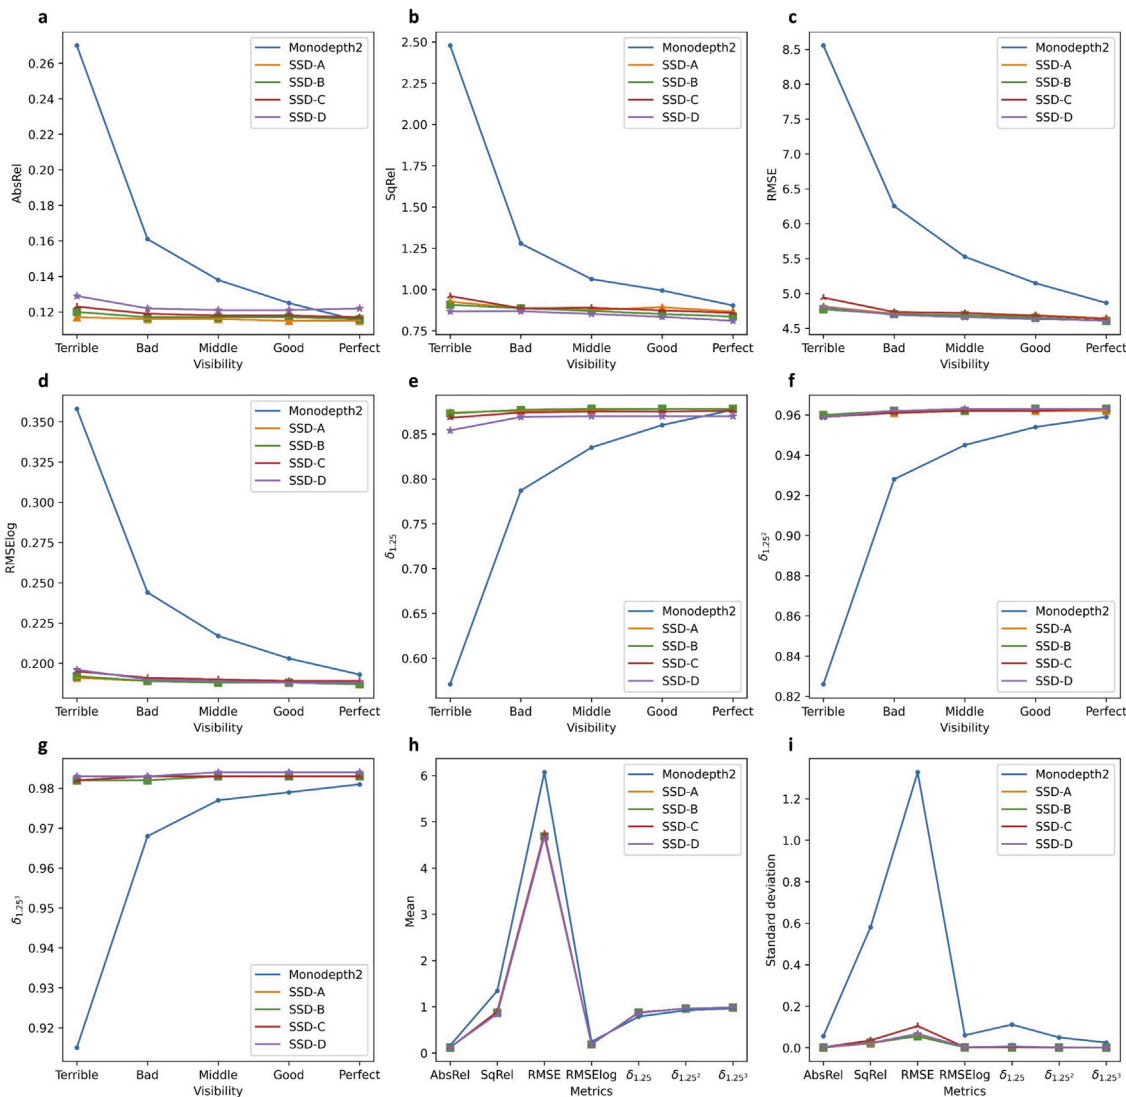 a
AbsRel
0.26
0.24
0.22
0.20
0.18
0.16
0.14
0.12
Monodepth2
SSD-A
SSD-B
SSD-C
SSD-D
Terrible Bad Middle Good Perfect
Visibility
b
SqRel
2.50
2.25
2.00
1.75
1.50
1.25
1.00
0.75
Monodepth2
SSD-A
SSD-B
SSD-C
SSD-D
Terrible Bad Middle Good Perfect
Visibility
c
RMSE
8.5
8.0
7.5
7.0
6.5
6.0
5.5
5.0
4.5
Monodepth2
SSD-A
SSD-B
SSD-C
SSD-D
Terrible Bad Middle Good Perfect
Visibility
d
RMSElog
0.350
0.325
0.300
0.275
0.250
0.225
0.200
Monodepth2
SSD-A
SSD-B
SSD-C
SSD-D
Terrible Bad Middle Good Perfect
Visibility
e
δ1.25
0.85
0.80
0.75
0.70
0.65
0.60
Monodepth2
SSD-A
SSD-B
SSD-C
SSD-D
Terrible Bad Middle Good Perfect
Visibility
f
δ1.25²
0.96
0.94
0.92
0.90
0.88
0.86
0.84
0.82
Monodepth2
SSD-A
SSD-B
SSD-C
SSD-D
Terrible Bad Middle Good Perfect
Visibility
g
δ1.25³
0.98
0.97
0.96
0.95
0.94
0.93
0.92
Monodepth2
SSD-A
SSD-B
SSD-C
SSD-D
Terrible Bad Middle Good Perfect
Visibility
h
Mean
6
5
4
3
2
1
0
Monodepth2
SSD-A
SSD-B
SSD-C
SSD-D
AbsRel SqRel RMSE RMSElog δ1.25 δ1.25² δ1.25³
Metrics
i
Standard deviation
1.2
1.0
0.8
0.6
0.4
0.2
0.0
Monodepth2
SSD-A
SSD-B
SSD-C
SSD-D
AbsRel SqRel RMSE RMSElog δ1.25 δ1.25² δ1.25³
Metrics